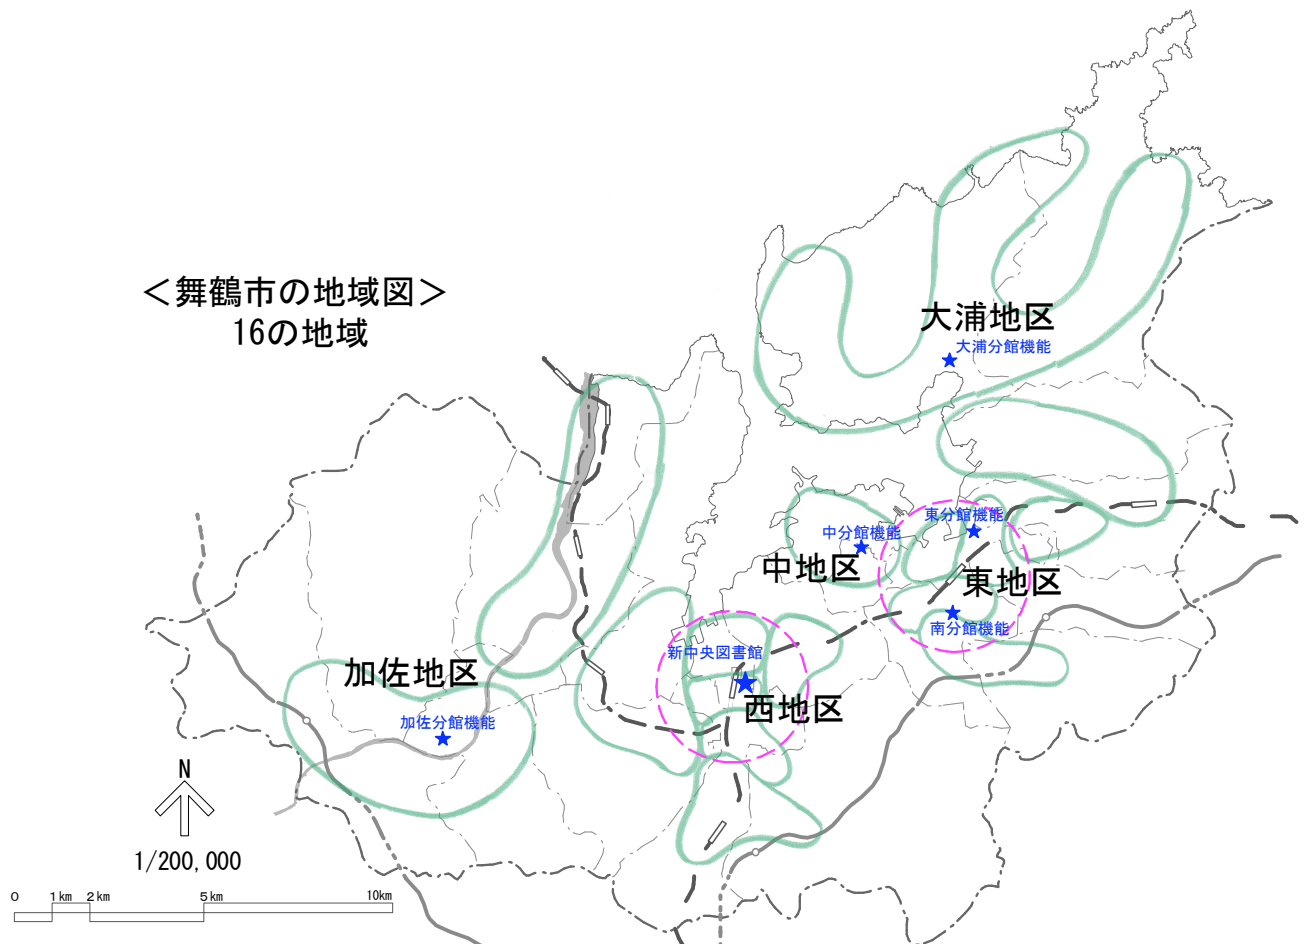 ＜舞鶴市の地域図＞
16の地域
大浦地区
大浦分館機能
東分館機能
中分館機能
中地区
東地区
南分館機能
新中央図書館
西地区
加佐地区
加佐分館機能
N
1/200,000
0 1km 2km 5km 10km